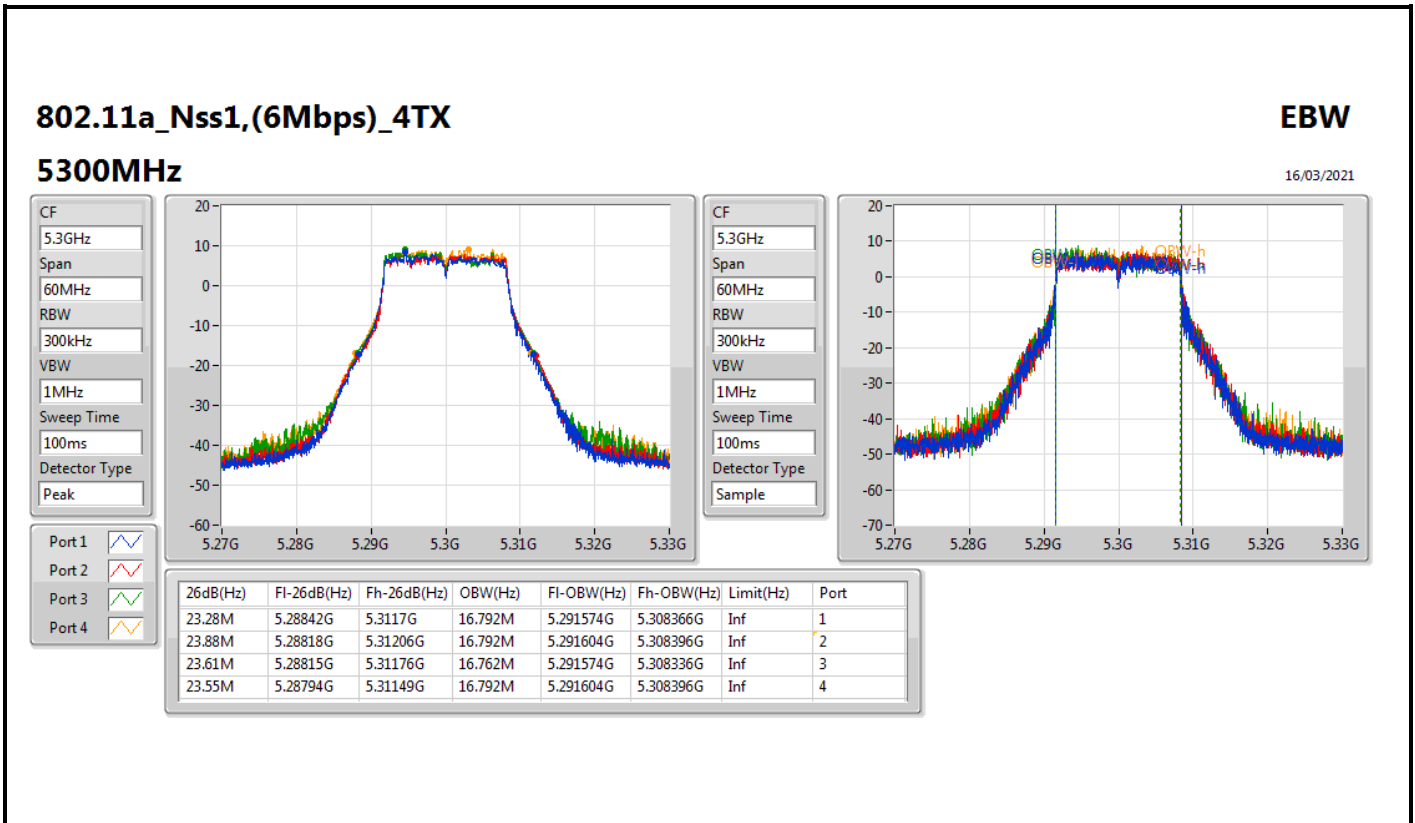 802.11a_Nss1,(6Mbps)_4TX
EBW
5300MHz
16/03/2021
CF
5.3GHz
Span
60MHz
RBW
300kHz
VBW
1MHz
Sweep Time
100ms
Detector Type
Peak
20
10
0
-10
-20
-30
-40
-50
-60
5.27G 5.28G 5.29G 5.3G 5.31G 5.32G 5.33G
CF
5.3GHz
Span
60MHz
RBW
300kHz
VBW
1MHz
Sweep Time
100ms
Detector Type
Sample
20
10
0
-10
-20
-30
-40
-50
-60
-70
OBW-h
5.27G 5.28G 5.29G 5.3G 5.31G 5.32G 5.33G
Port 1
Port 2
Port 3
Port 4
26dB(Hz) Fl-26dB(Hz) Fh-26dB(Hz) OBW(Hz) Fl-OBW(Hz) Fh-OBW(Hz) Limit(Hz) Port
23.28M 5.28842G 5.3117G 16.792M 5.291574G 5.308366G Inf 1
23.88M 5.28818G 5.31206G 16.792M 5.291604G 5.308396G Inf 2
23.61M 5.28815G 5.31176G 16.762M 5.291574G 5.308336G Inf 3
23.55M 5.28794G 5.31149G 16.792M 5.291604G 5.308396G Inf 4